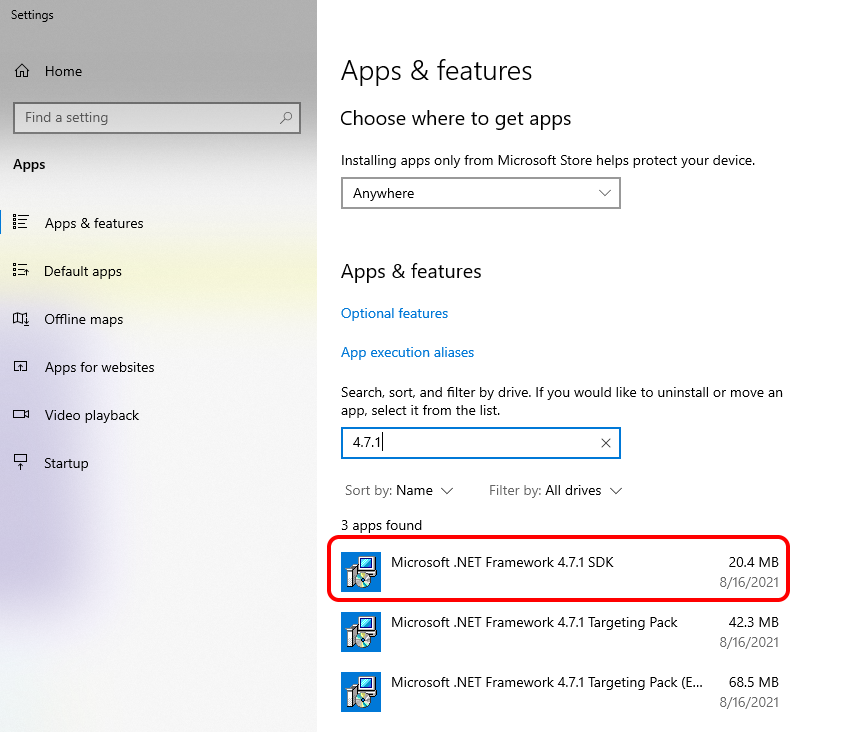 Settings
Home
Find a setting
Apps
Apps & features
Default apps
Offline maps
Apps for websites
Video playback
Startup
Apps & features
Choose where to get apps
Installing apps only from Microsoft Store helps protect your device.
Anywhere
Apps & features
Optional features
App execution aliases
Search, sort, and filter by drive. If you would like to uninstall or move an
app, select it from the list.
4.7.1
Sort by: Name Filter by: All drives
3 apps found
Microsoft .NET Framework 4.7.1 SDK 20.4 MB
8/16/2021
Microsoft .NET Framework 4.7.1 Targeting Pack 42.3 MB
8/16/2021
Microsoft .NET Framework 4.7.1 Targeting Pack (E... 68.5 MB
8/16/2021